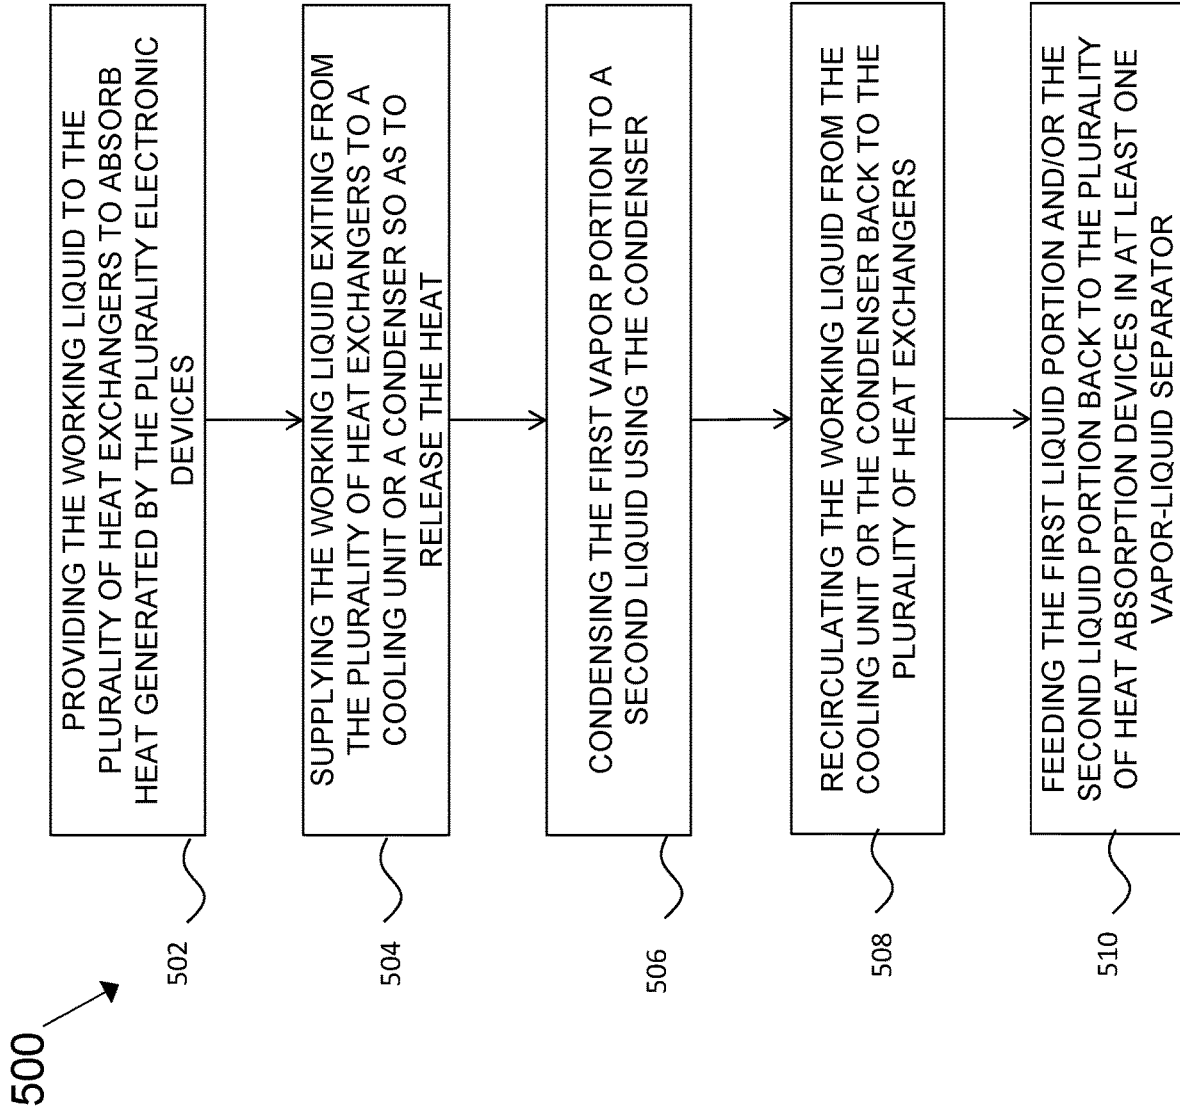 500
PROVIDING THE WORKING LIQUID TO THE
PLURALITY OF HEAT EXCHANGERS TO ABSORB
HEAT GENERATED BY THE PLURALITY ELECTRONIC
DEVICES
502
SUPPLYING THE WORKING LIQUID EXITING FROM
THE PLURALITY OF HEAT EXCHANGERS TO A
COOLING UNIT OR A CONDENSER SO AS TO
RELEASE THE HEAT
504
CONDENSING THE FIRST VAPOR PORTION TO A
SECOND LIQUID USING THE CONDENSER
506
RECIRCULATING THE WORKING LIQUID FROM THE
COOLING UNIT OR THE CONDENSER BACK TO THE
PLURALITY OF HEAT EXCHANGERS
508
FEEDING THE FIRST LIQUID PORTION AND/OR THE
SECOND LIQUID PORTION BACK TO THE PLURALITY
OF HEAT ABSORPTION DEVICES IN AT LEAST ONE
VAPOR-LIQUID SEPARATOR
510